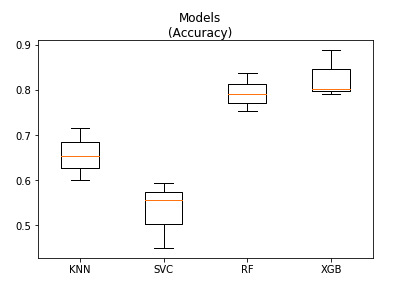 Models
(Accuracy)
0.9
0.8
0.7
0.6
0.5
KNN SVC RF XGB